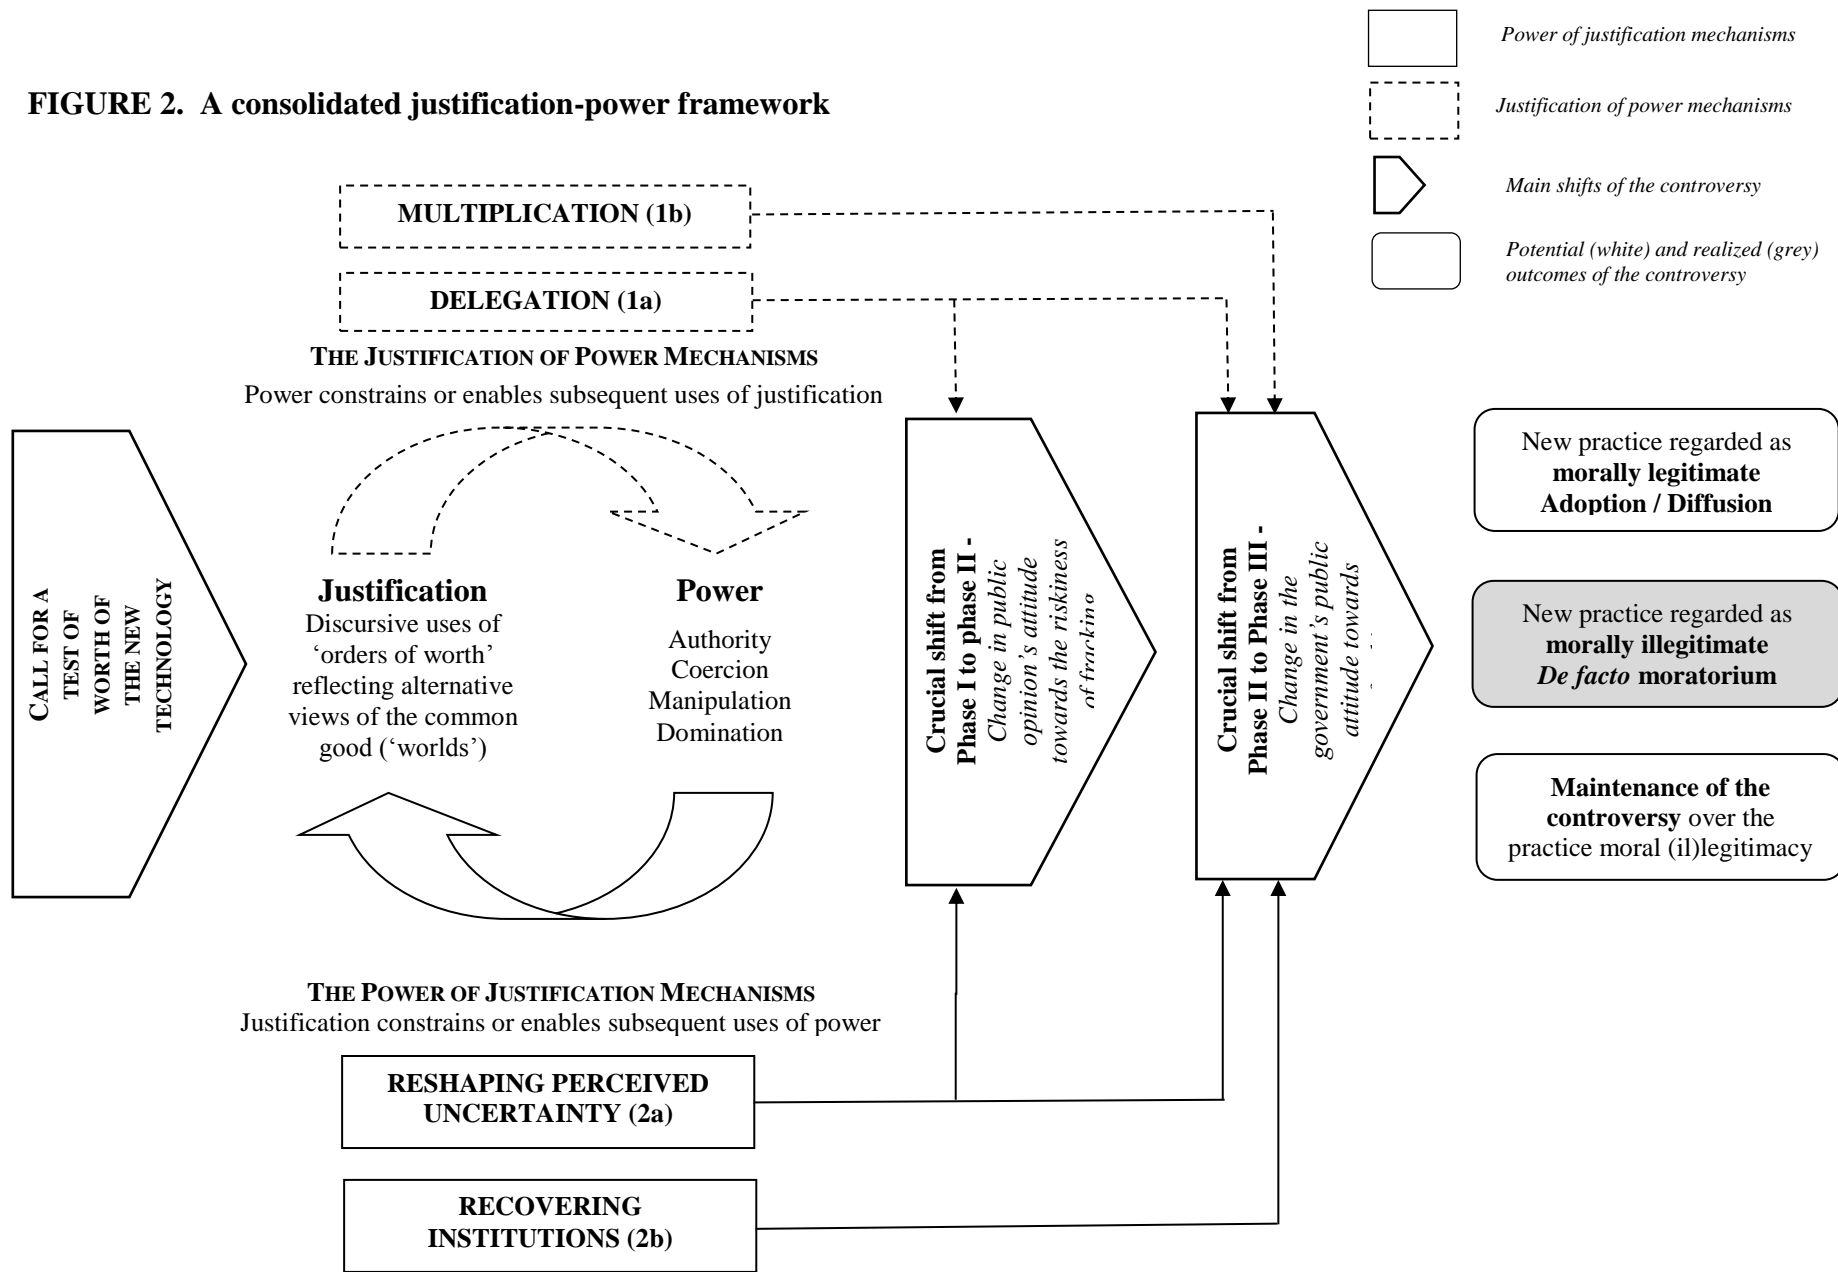 FIGURE 2.  A consolidated justification-power framework
Power of justification mechanisms
Justification of power mechanisms
Main shifts of the controversy
Potential (white) and realized (grey)
outcomes of the controversy
MULTIPLICATION (1b)
DELEGATION (1a)
THE JUSTIFICATION OF POWER MECHANISMS
Power constrains or enables subsequent uses of justification
CALL FOR A
TEST OF
WORTH OF
THE NEW
TECHNOLOGY
Justification
Discursive uses of
‘orders of worth’
reflecting alternative
views of the common
good (‘worlds’)
Power
Authority
Coercion
Manipulation
Domination
THE POWER OF JUSTIFICATION MECHANISMS
Justification constrains or enables subsequent uses of power
RESHAPING PERCEIVED
UNCERTAINTY (2a)
RECOVERING
INSTITUTIONS (2b)
Crucial shift from
Phase I to phase II -
Change in public
opinion’s attitude
towards the riskiness
of fracking
Crucial shift from
Phase II to Phase III -
Change in the
government’s public
attitude towards
New practice regarded as
morally legitimate
Adoption / Diffusion
New practice regarded as
morally illegitimate
De facto moratorium
Maintenance of the
controversy over the
practice moral (il)legitimacy